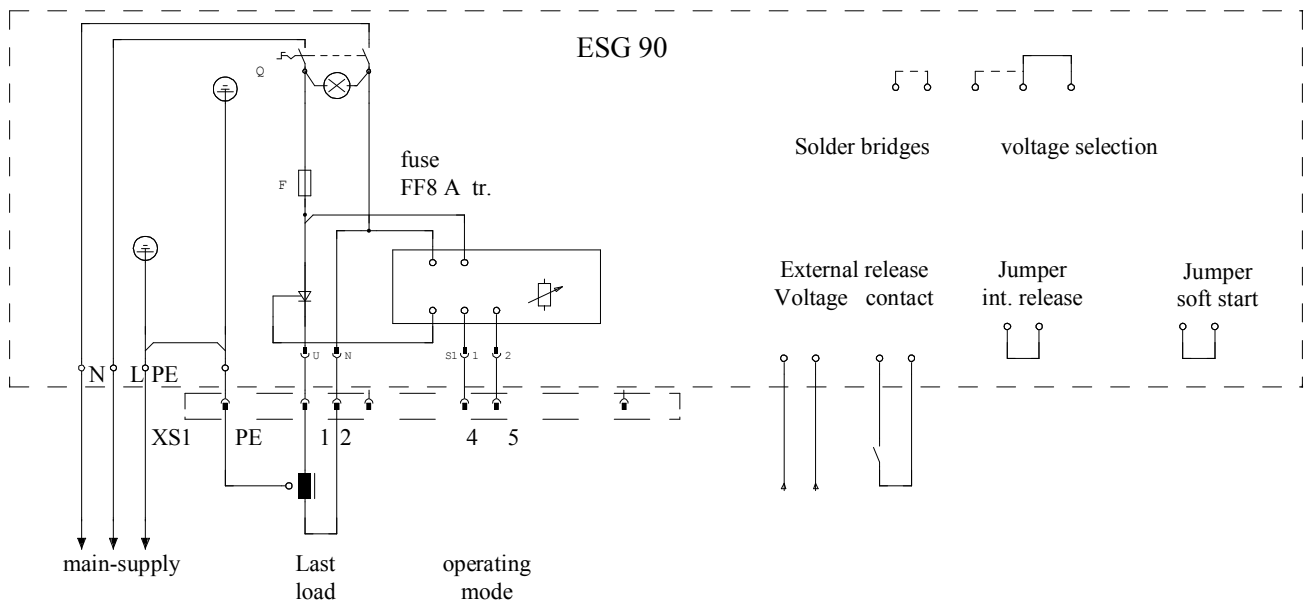 ESG 90
Q
Solder bridges voltage selection
fuse
FF8 A tr.
F
External release
Voltage contact
Jumper
int. release
Jumper
soft start
U N S1 1 2
N L PE
XS1 PE 1 2 4 5
main-supply
Last
load
operating
mode